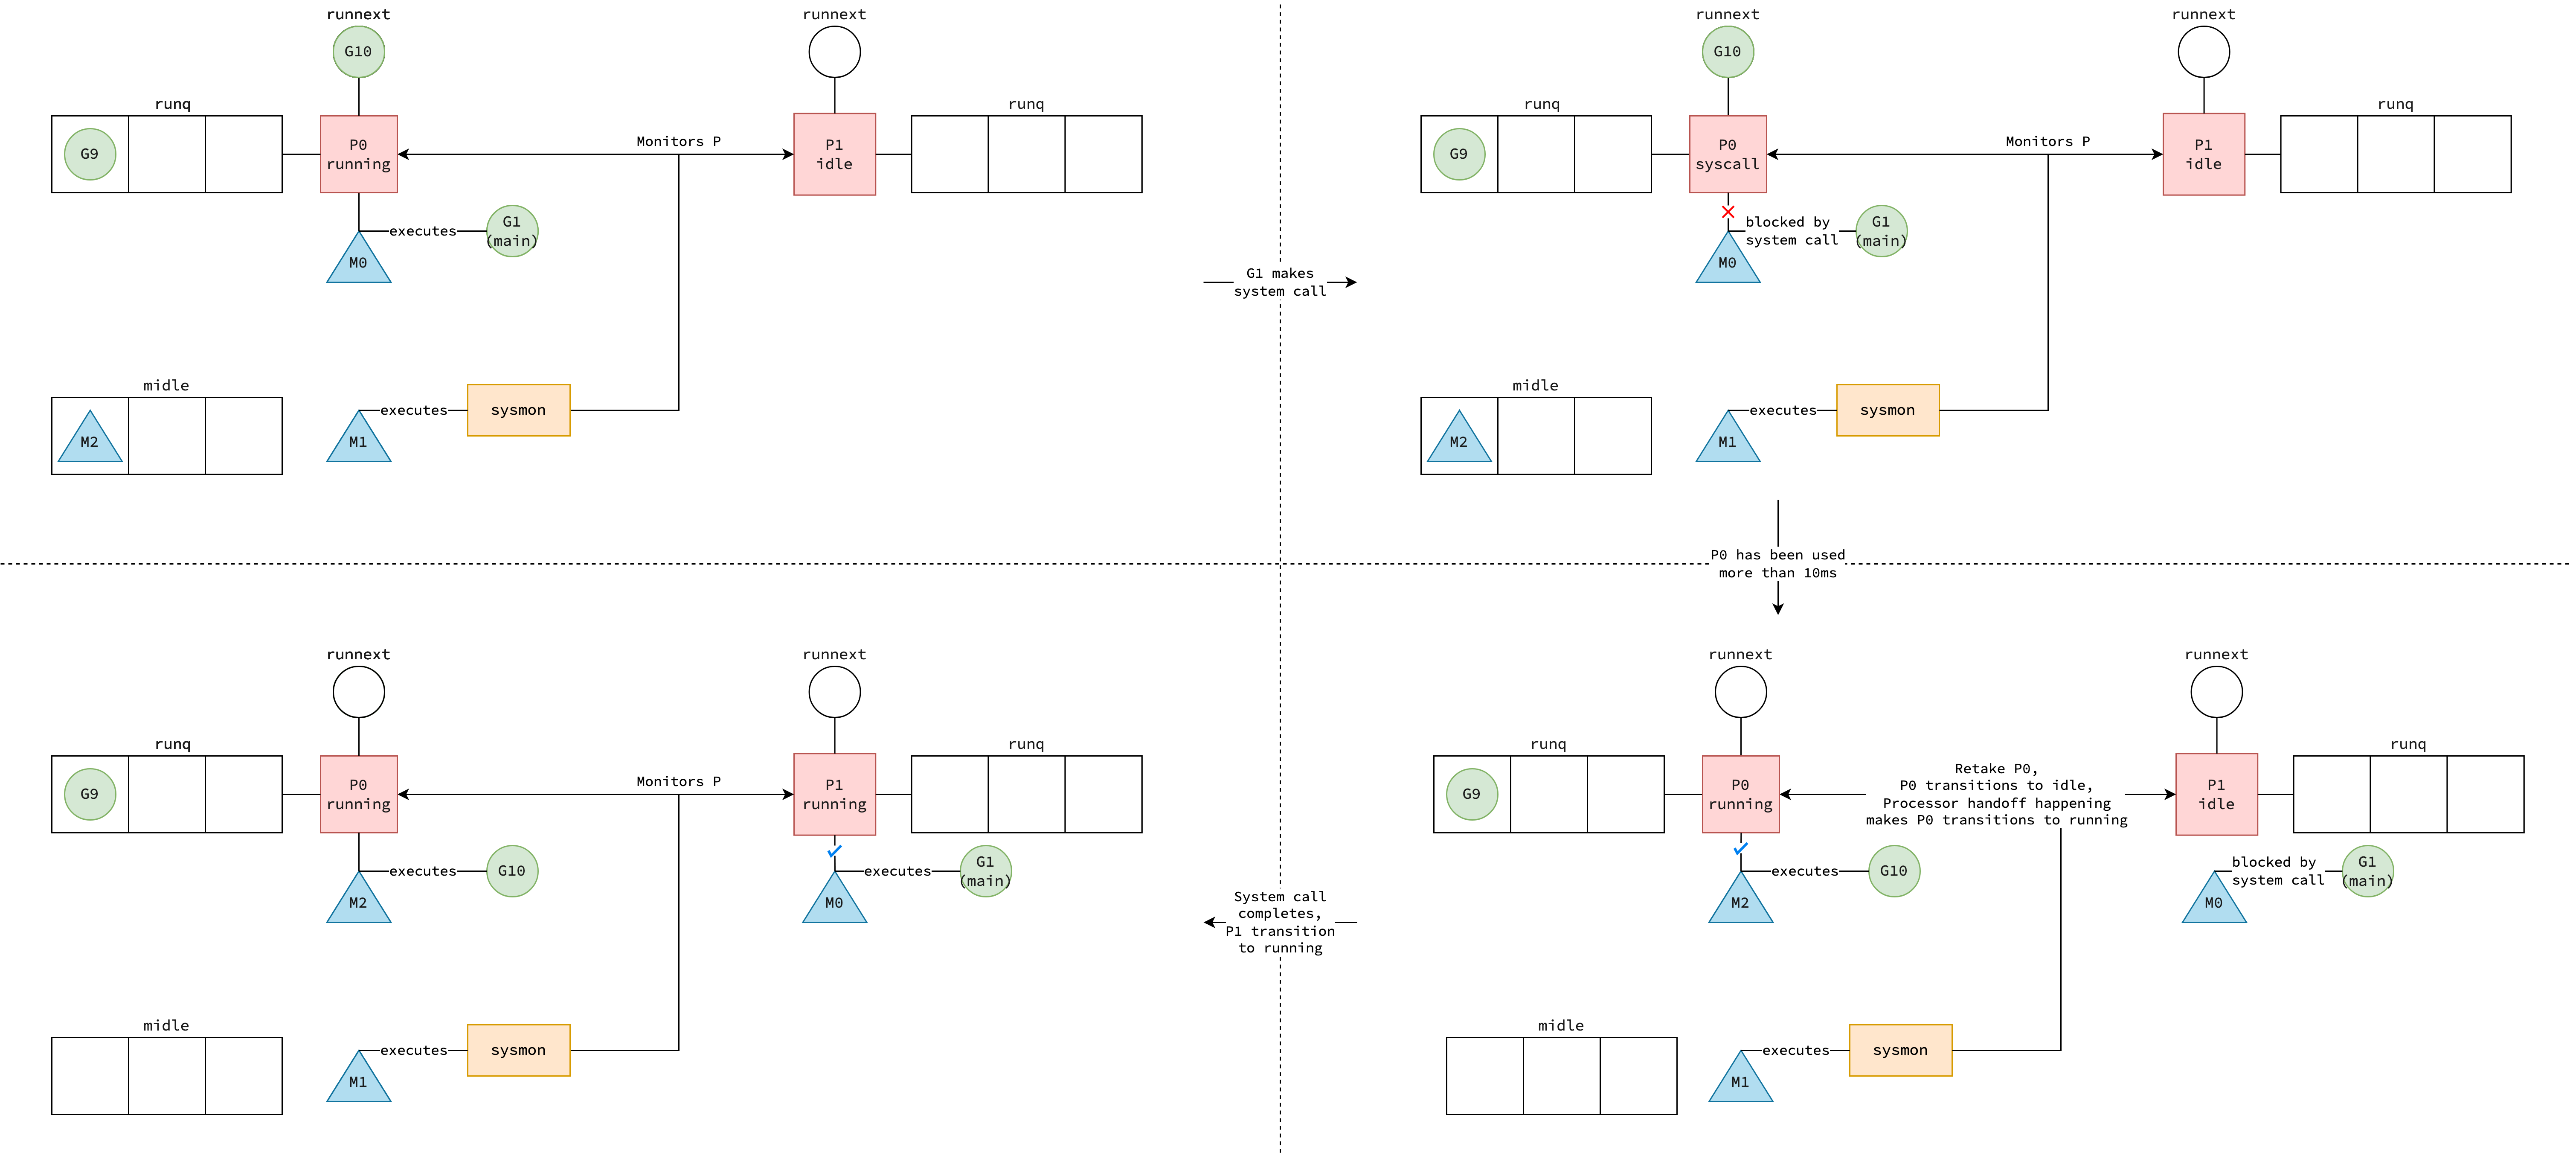 runnext
G10
runq
G9
P0
running
Monitors P
runnext
P1
idle
runq
executes
G1
(main)
M0
midle
M2
executes
M1
sysmon
G1 makes
system call
runnext
G10
runq
G9
P0
syscall
Monitors P
runnext
P1
idle
runq
blocked by
system call
G1
(main)
M0
midle
M2
executes
M1
sysmon
P0 has been used
more than 10ms
runnext
runq
G9
P0
running
Retake P0,
P0 transitions to idle,
Processor handoff happening
makes P0 transitions to running
runnext
P1
idle
runq
executes
G10
M2
blocked by
system call
G1
(main)
M0
midle
executes
M1
sysmon
System call
completes,
P1 transition
to running
runnext
runq
G9
P0
running
Monitors P
runnext
P1
running
runq
executes
G10
M2
executes
G1
(main)
M0
midle
executes
M1
sysmon